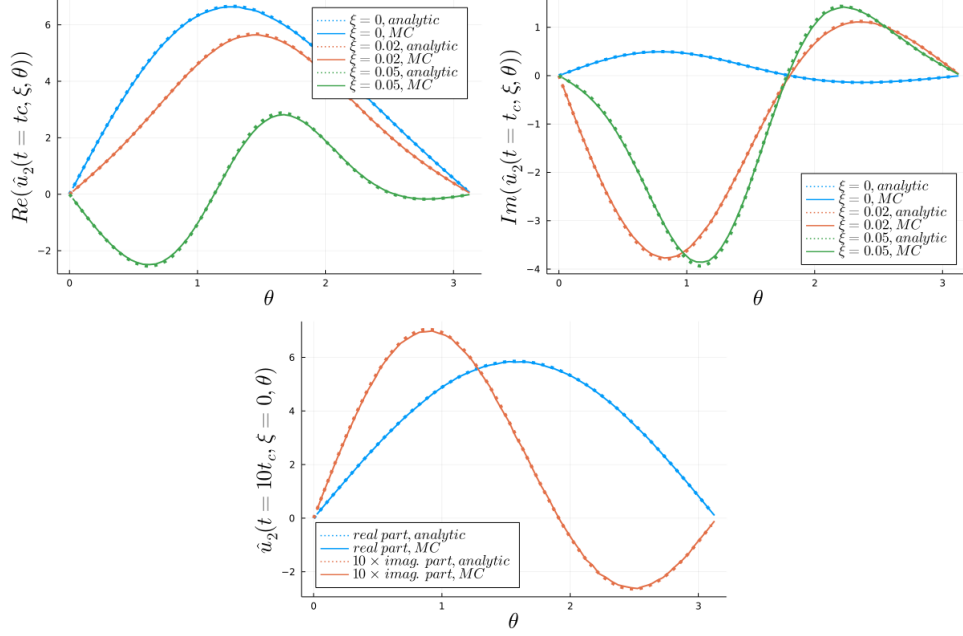 Re(û₂(t = tc, ξ, θ))
6
4
2
0
−2
0
1
2
3
θ
ξ = 0, analytic
ξ = 0, MC
ξ = 0.02, analytic
ξ = 0.02, MC
ξ = 0.05, analytic
ξ = 0.05, MC
Im(û₂(t = t_c, ξ, θ))
1
0
−1
−2
−3
−4
0
1
2
3
θ
ξ = 0, analytic
ξ = 0, MC
ξ = 0.02, analytic
ξ = 0.02, MC
ξ = 0.05, analytic
ξ = 0.05, MC
û₂(t = 10t_c, ξ = 0, θ)
6
4
2
0
−2
0
1
2
3
θ
real part, analytic
real part, MC
10 × imag. part, analytic
10 × imag. part, MC